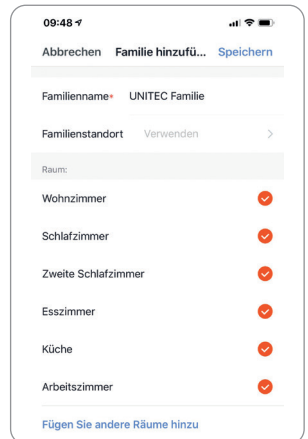 09:48
Abbrechen Familie hinzufü... Speichern
Familienname* UNITEC Familie
Familienstandort Verwenden
Raum:
Wohnzimmer
Schlafzimmer
Zweite Schlafzimmer
Esszimmer
Küche
Arbeitszimmer
Fügen Sie andere Räume hinzu